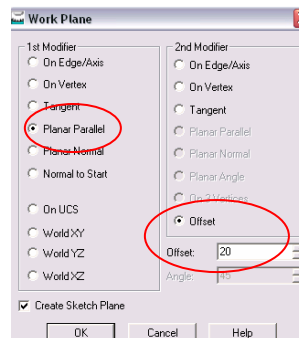 Work Plane
1st Modifier
On Edge/Axis
On Vertex
Tangent
Planar Parallel
Planar Normal
Normal to Start
On UCS
World XY
World YZ
World XZ
Create Sketch Plane
2nd Modifier
On Edge/Axis
On Vertex
Tangent
Planar Parallel
Planar Normal
Planar Angle
On 2 Vertices
Offset
Offset: 20
Angle: 45
OK Cancel Help